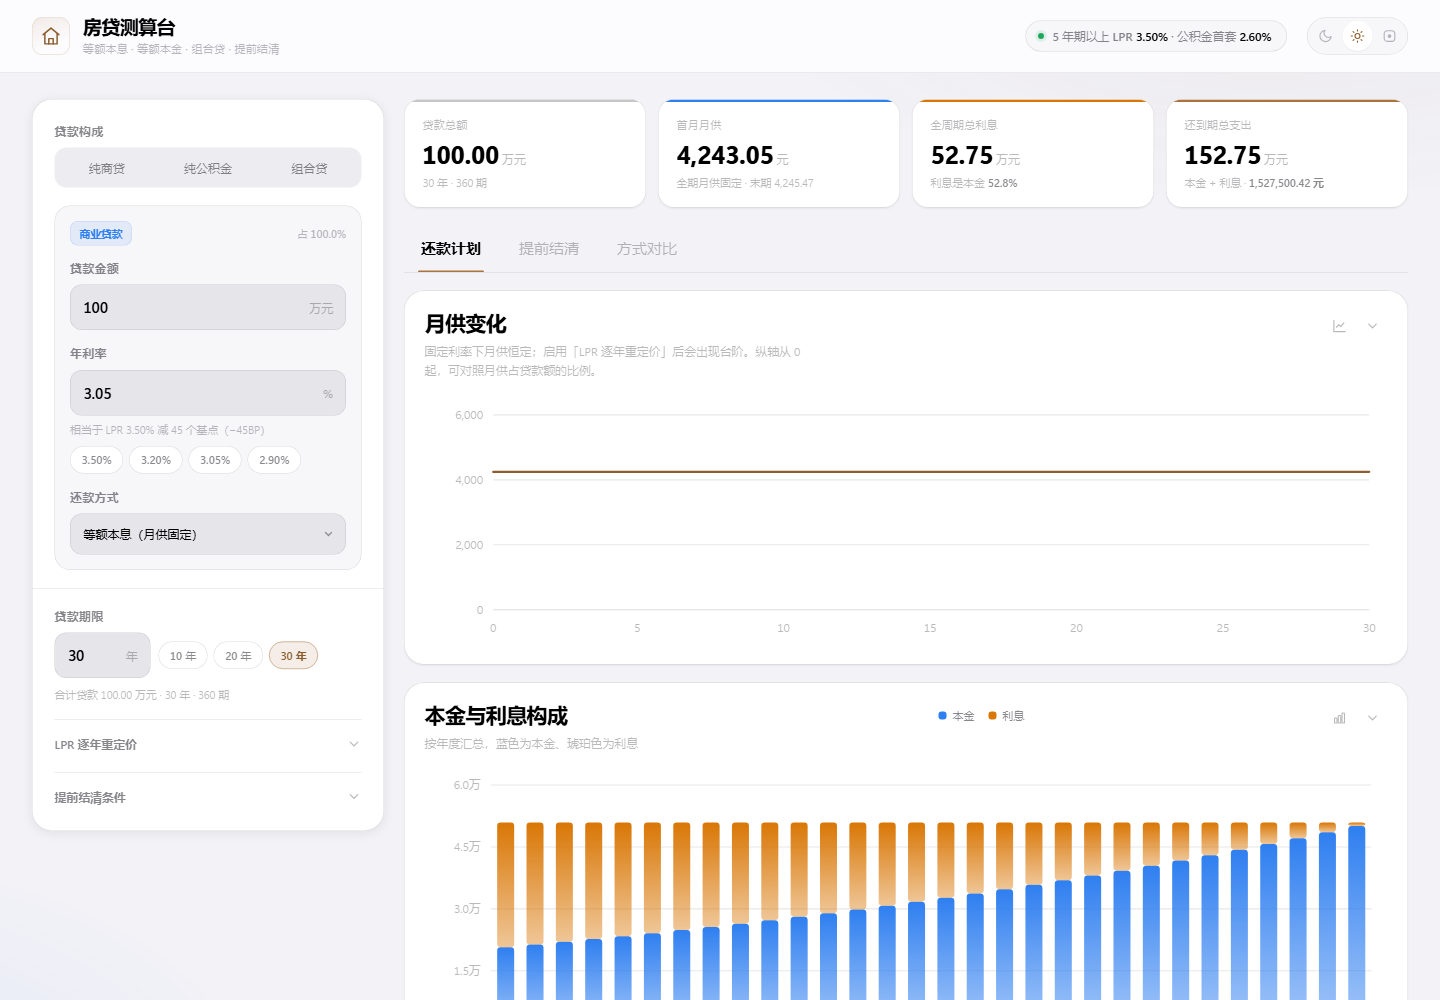 房贷测算台
等额本息 · 等额本金 · 组合贷 · 提前结清
5 年期以上 LPR 3.50% · 公积金首套 2.60%
贷款构成
纯商贷 纯公积金 组合贷
商业贷款 占 100.0%
贷款金额
100 万元
年利率
3.05 %
相当于 LPR 3.50% 减 45 个基点（−45BP）
3.50% 3.20% 3.05% 2.90%
还款方式
等额本息（月供固定）
贷款期限
30 年 10 年 20 年 30 年
合计贷款 100.00 万元 · 30 年 · 360 期
LPR 逐年重定价
提前结清条件
贷款总额
100.00 万元
30 年 · 360 期
首月月供
4,243.05 元
全期月供固定 · 末期 4,245.47
全周期总利息
52.75 万元
利息是本金 52.8%
还到期总支出
152.75 万元
本金 + 利息 · 1,527,500.42 元
还款计划 提前结清 方式对比
月供变化
固定利率下月供恒定；启用「LPR 逐年重定价」后会出现台阶。纵轴从 0
起，可对照月供占贷款额的比例。
6,000
4,000
2,000
0
0 5 10 15 20 25 30
本金与利息构成
本金 利息
按年度汇总，蓝色为本金、琥珀色为利息
6.0万
4.5万
3.0万
1.5万